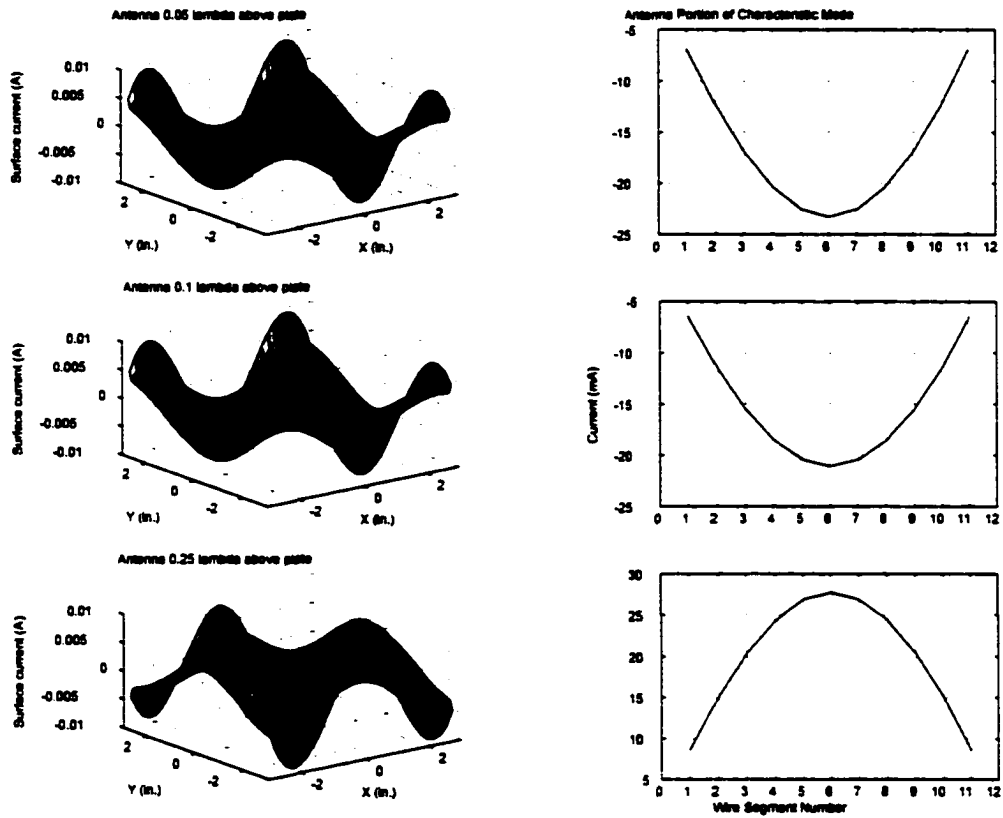 Antenna 0.05 lambda above plate
Surface current (A)
0.01
0.005
0
-0.005
-0.01
2
0
-2
Y (in.)
-2
0
2
X (in.)
Antenna Portion of Characteristic Mode
-5
-10
-15
-20
-25
0 1 2 3 4 5 6 7 8 9 10 11 12
Antenna 0.1 lambda above plate
Surface current (A)
0.01
0.005
0
-0.005
-0.01
2
0
-2
Y (in.)
-2
0
2
X (in.)
Current (mA)
-5
-10
-15
-20
-25
0 1 2 3 4 5 6 7 8 9 10 11 12
Antenna 0.25 lambda above plate
Surface current (A)
0.01
0.005
0
-0.005
-0.01
2
0
-2
Y (in.)
-2
0
2
X (in.)
30
25
20
15
10
5
0 1 2 3 4 5 6 7 8 9 10 11 12
Wire Segment Number